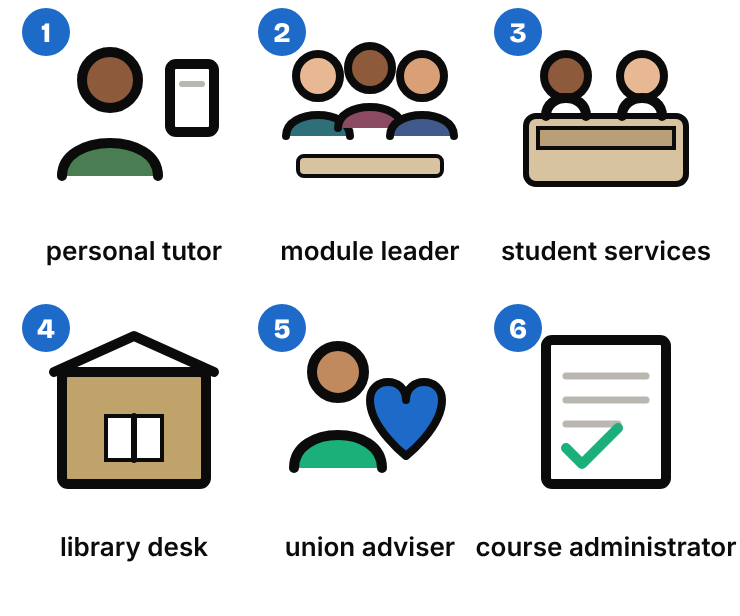 1
2
3
personal tutor
module leader
student services
4
5
6
library desk
union adviser
course administrator